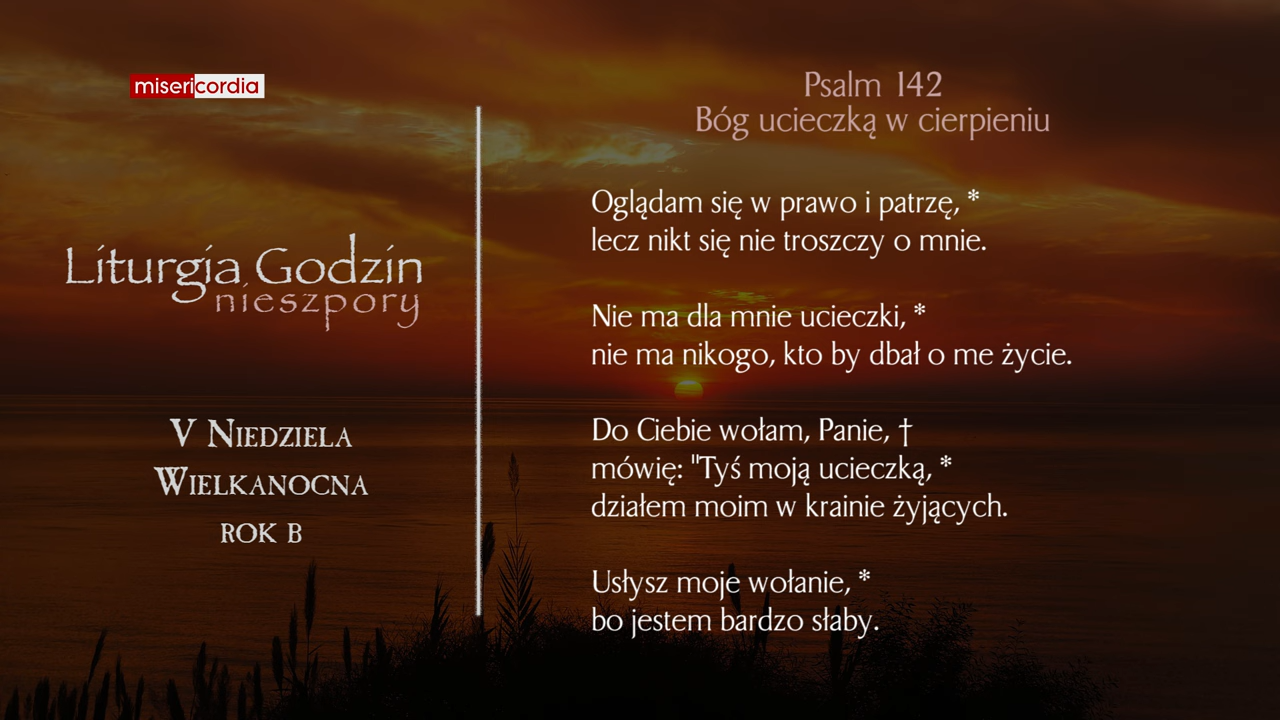 misericordia
Liturgia Godzin
nieszpory
V Niedziela
Wielkanocna
rok B
Psalm 142
Bóg ucieczką w cierpieniu
Oglądam się w prawo i patrzę, *
lecz nikt się nie troszczy o mnie.
Nie ma dla mnie ucieczki, *
nie ma nikogo, kto by dbał o me życie.
Do Ciebie wołam, Panie, †
mówię: "Tyś moją ucieczką, *
działem moim w krainie żyjących.
Usłysz moje wołanie, *
bo jestem bardzo słaby.